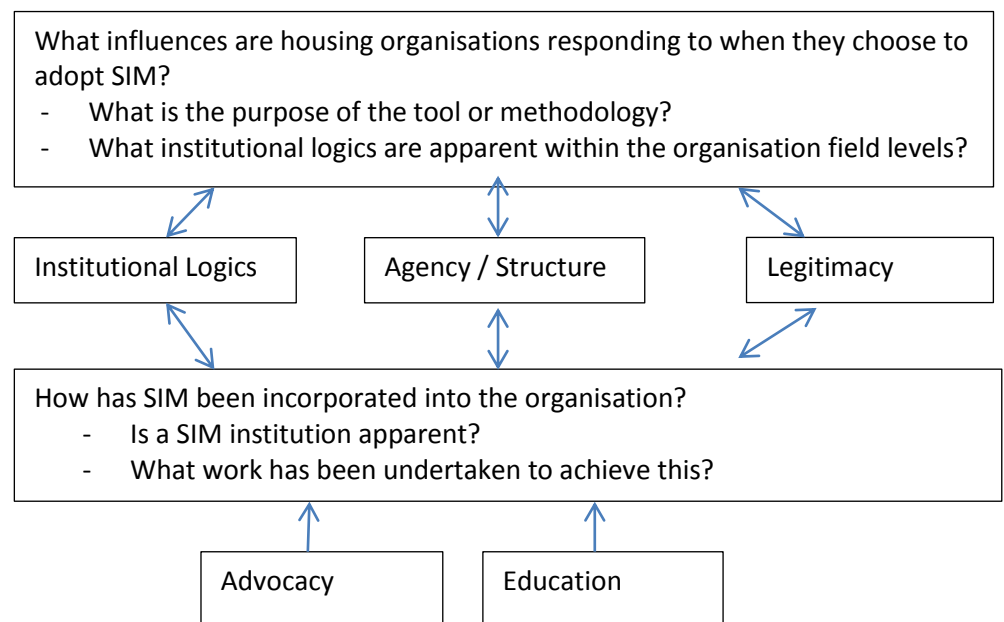 What influences are housing organisations responding to when they choose to
adopt SIM?
- What is the purpose of the tool or methodology?
- What institutional logics are apparent within the organisation field levels?
Institutional Logics
Agency / Structure
Legitimacy
How has SIM been incorporated into the organisation?
- Is a SIM institution apparent?
- What work has been undertaken to achieve this?
Advocacy
Education